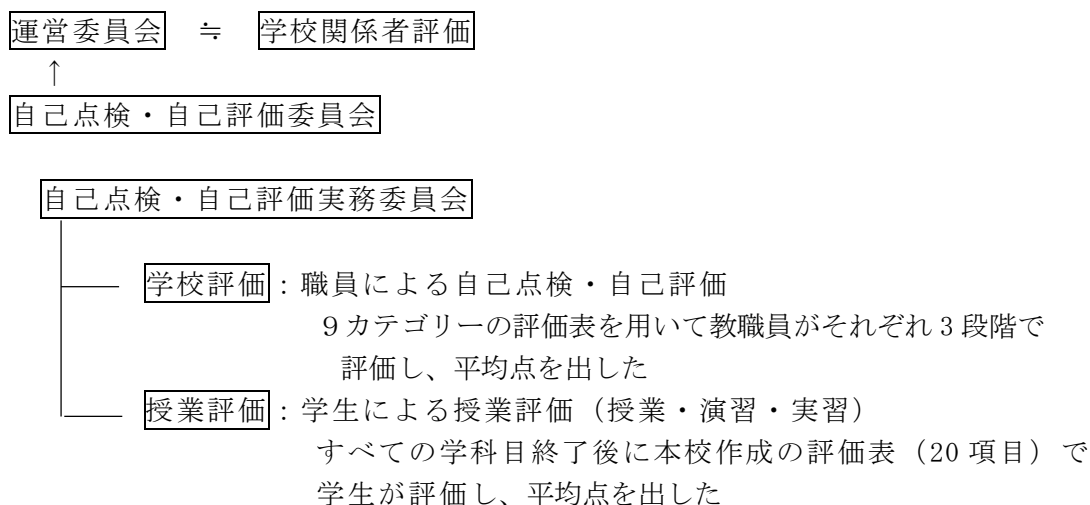 運営委員会 ≒ 学校関係者評価
↑
自己点検・自己評価委員会
自己点検・自己評価実務委員会
学校評価：職員による自己点検・自己評価
９カテゴリーの評価表を用いて教職員がそれぞれ３段階で
評価し、平均点を出した
授業評価：学生による授業評価（授業・演習・実習）
すべての学科目終了後に本校作成の評価表（20 項目）で
学生が評価し、平均点を出した